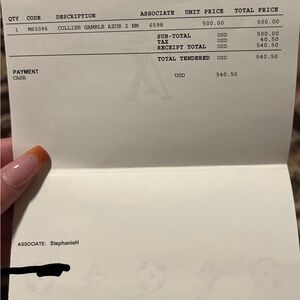 QTY CODE DESCRIPTION ASSOCIATE UNIT PRICE TOTAL PRICE
1 M65096 COLLIER GAMBLE AZUR 2 NM 6598 500.00 500.00
SUB-TOTAL USD 500.00
TAX USD 40.50
RECEIPT TOTAL USD 540.50
TOTAL TENDERED USD 540.50
PAYMENT
CASH USD 540.50
ASSOCIATE: StephanieH